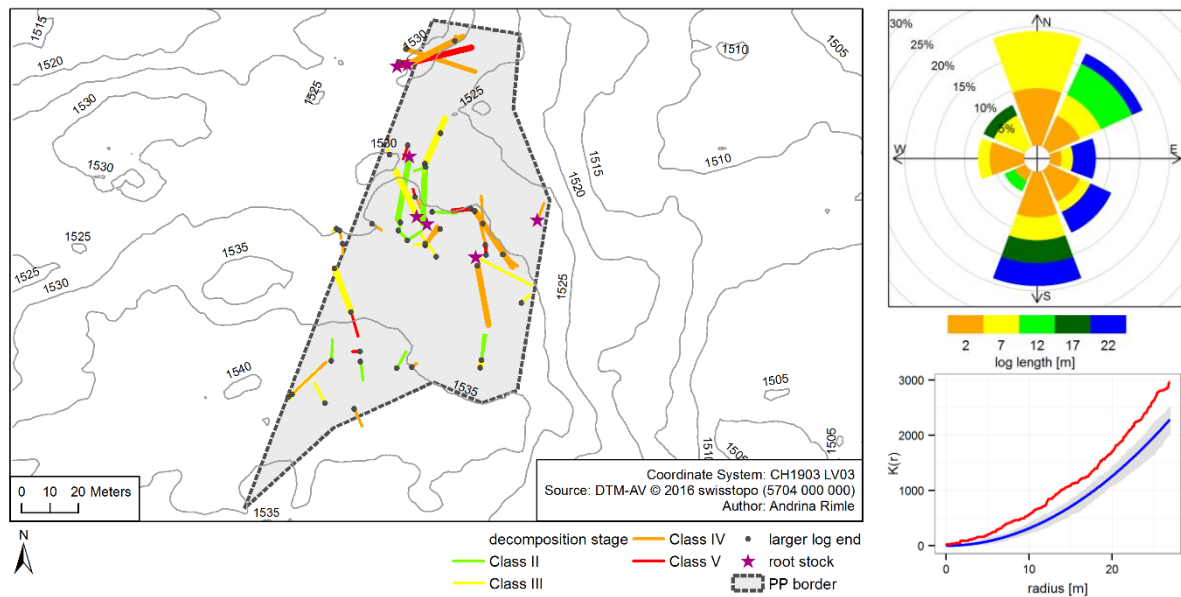 1515
1520
1530
1530
1525
1525
1530
1535
1540
1535
1525
1530
1525
1530
1535
1525
1515
1520
1510
1510
1505
1505
1505
1505
1510
0 10 20 Meters
Coordinate System: CH1903 LV03
Source: DTM-AV © 2016 swisstopo (5704 000 000)
Author: Andrina Rimle
N
decomposition stage
Class II
Class III
Class IV
Class V
larger log end
root stock
PP border
30%
25%
20%
15%
10%
5%
N
W
E
S
2 7 12 17 22
log length [m]
K(r)
3000
2000
1000
0
0 10 20
radius [m]